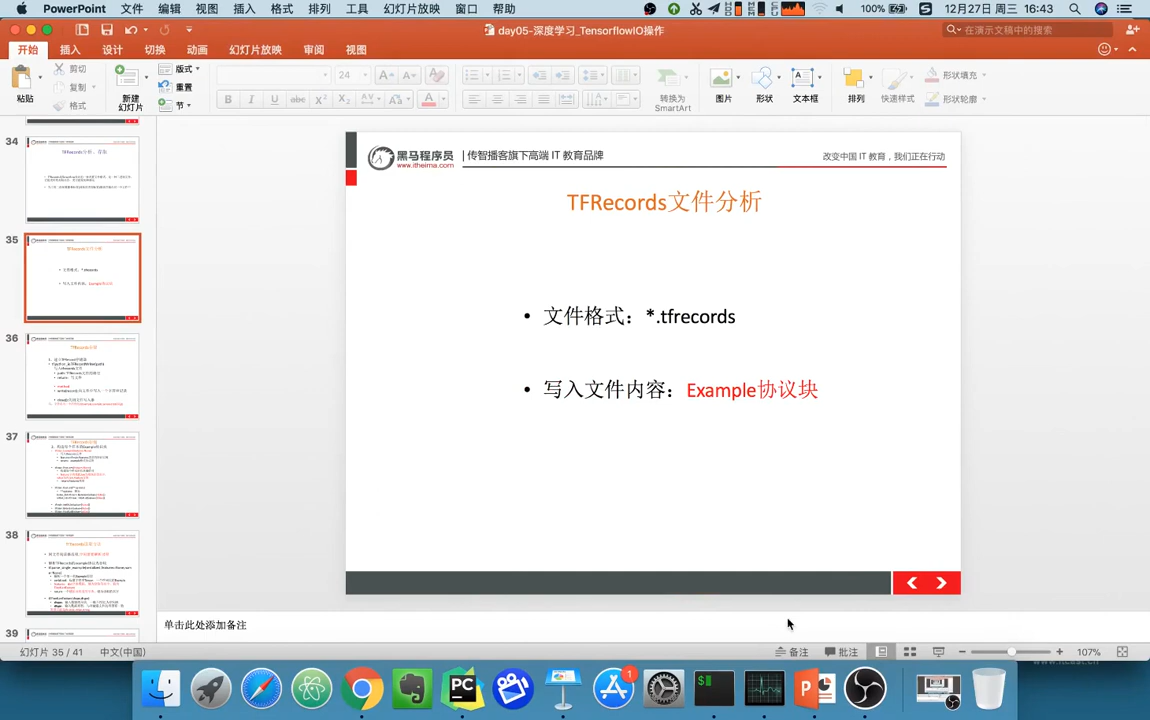 PowerPoint 文件 编辑 视图 插入 格式 排列 工具 幻灯片放映 窗口 帮助 100% 12月27日 周三 16:43
day05-深度学习_TensorflowIO操作
在演示文稿中搜索
开始 插入 设计 切换 动画 幻灯片放映 审阅 视图
粘贴 剪切 复制 格式
新建幻灯片 版式 重置 节
24
转换为 SmartArt
图片 形状 文本框 排列 快速样式 形状填充 形状轮廓
34
35
36
37
38
39
黑马程序员 www.itheima.com
传智播客旗下高端 IT 教育品牌
改变中国 IT 教育，我们正在行动
TFRecords文件分析
• 文件格式：*.tfrecords
• 写入文件内容：Example协议块
单击此处添加备注
幻灯片 35 / 41 中文(中国) 备注 批注 107%
www.itcast.cn